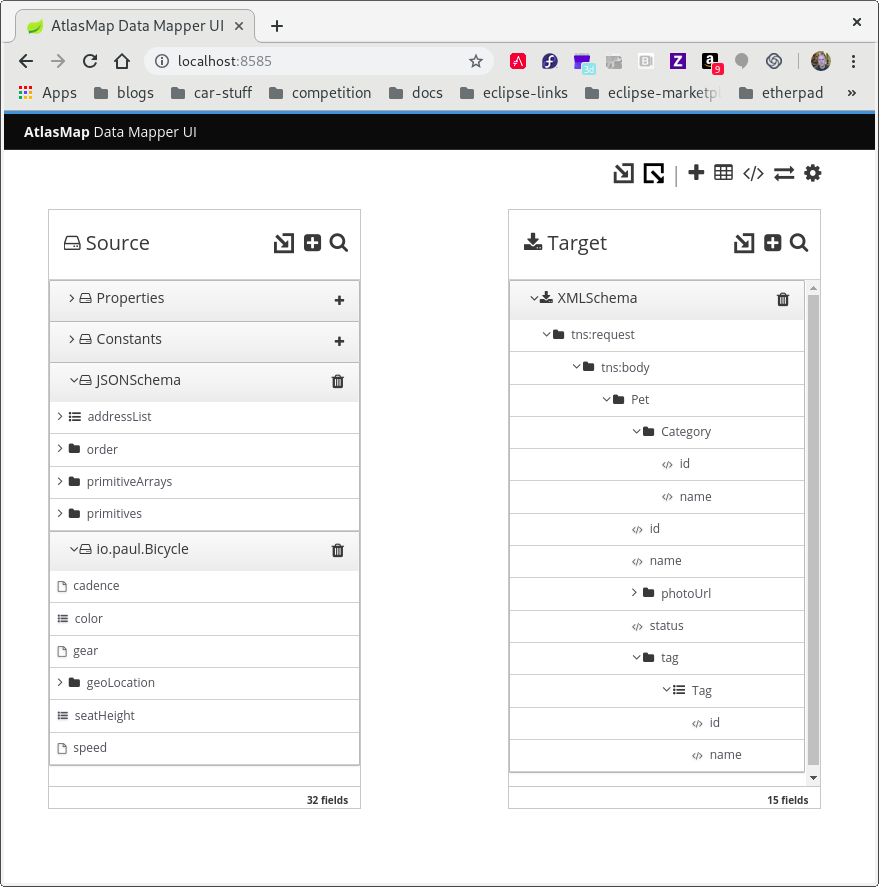 AtlasMap Data Mapper UI
localhost:8585
3d
9
Apps
blogs
car-stuff
competition
docs
eclipse-links
eclipse-marketpl
etherpad
»
AtlasMap Data Mapper UI
Source
Properties
Constants
JSONSchema
addressList
order
primitiveArrays
primitives
io.paul.Bicycle
cadence
color
gear
geoLocation
seatHeight
speed
32 fields
Target
XMLSchema
tns:request
tns:body
Pet
Category
id
name
id
name
photoUrl
status
tag
Tag
id
name
15 fields